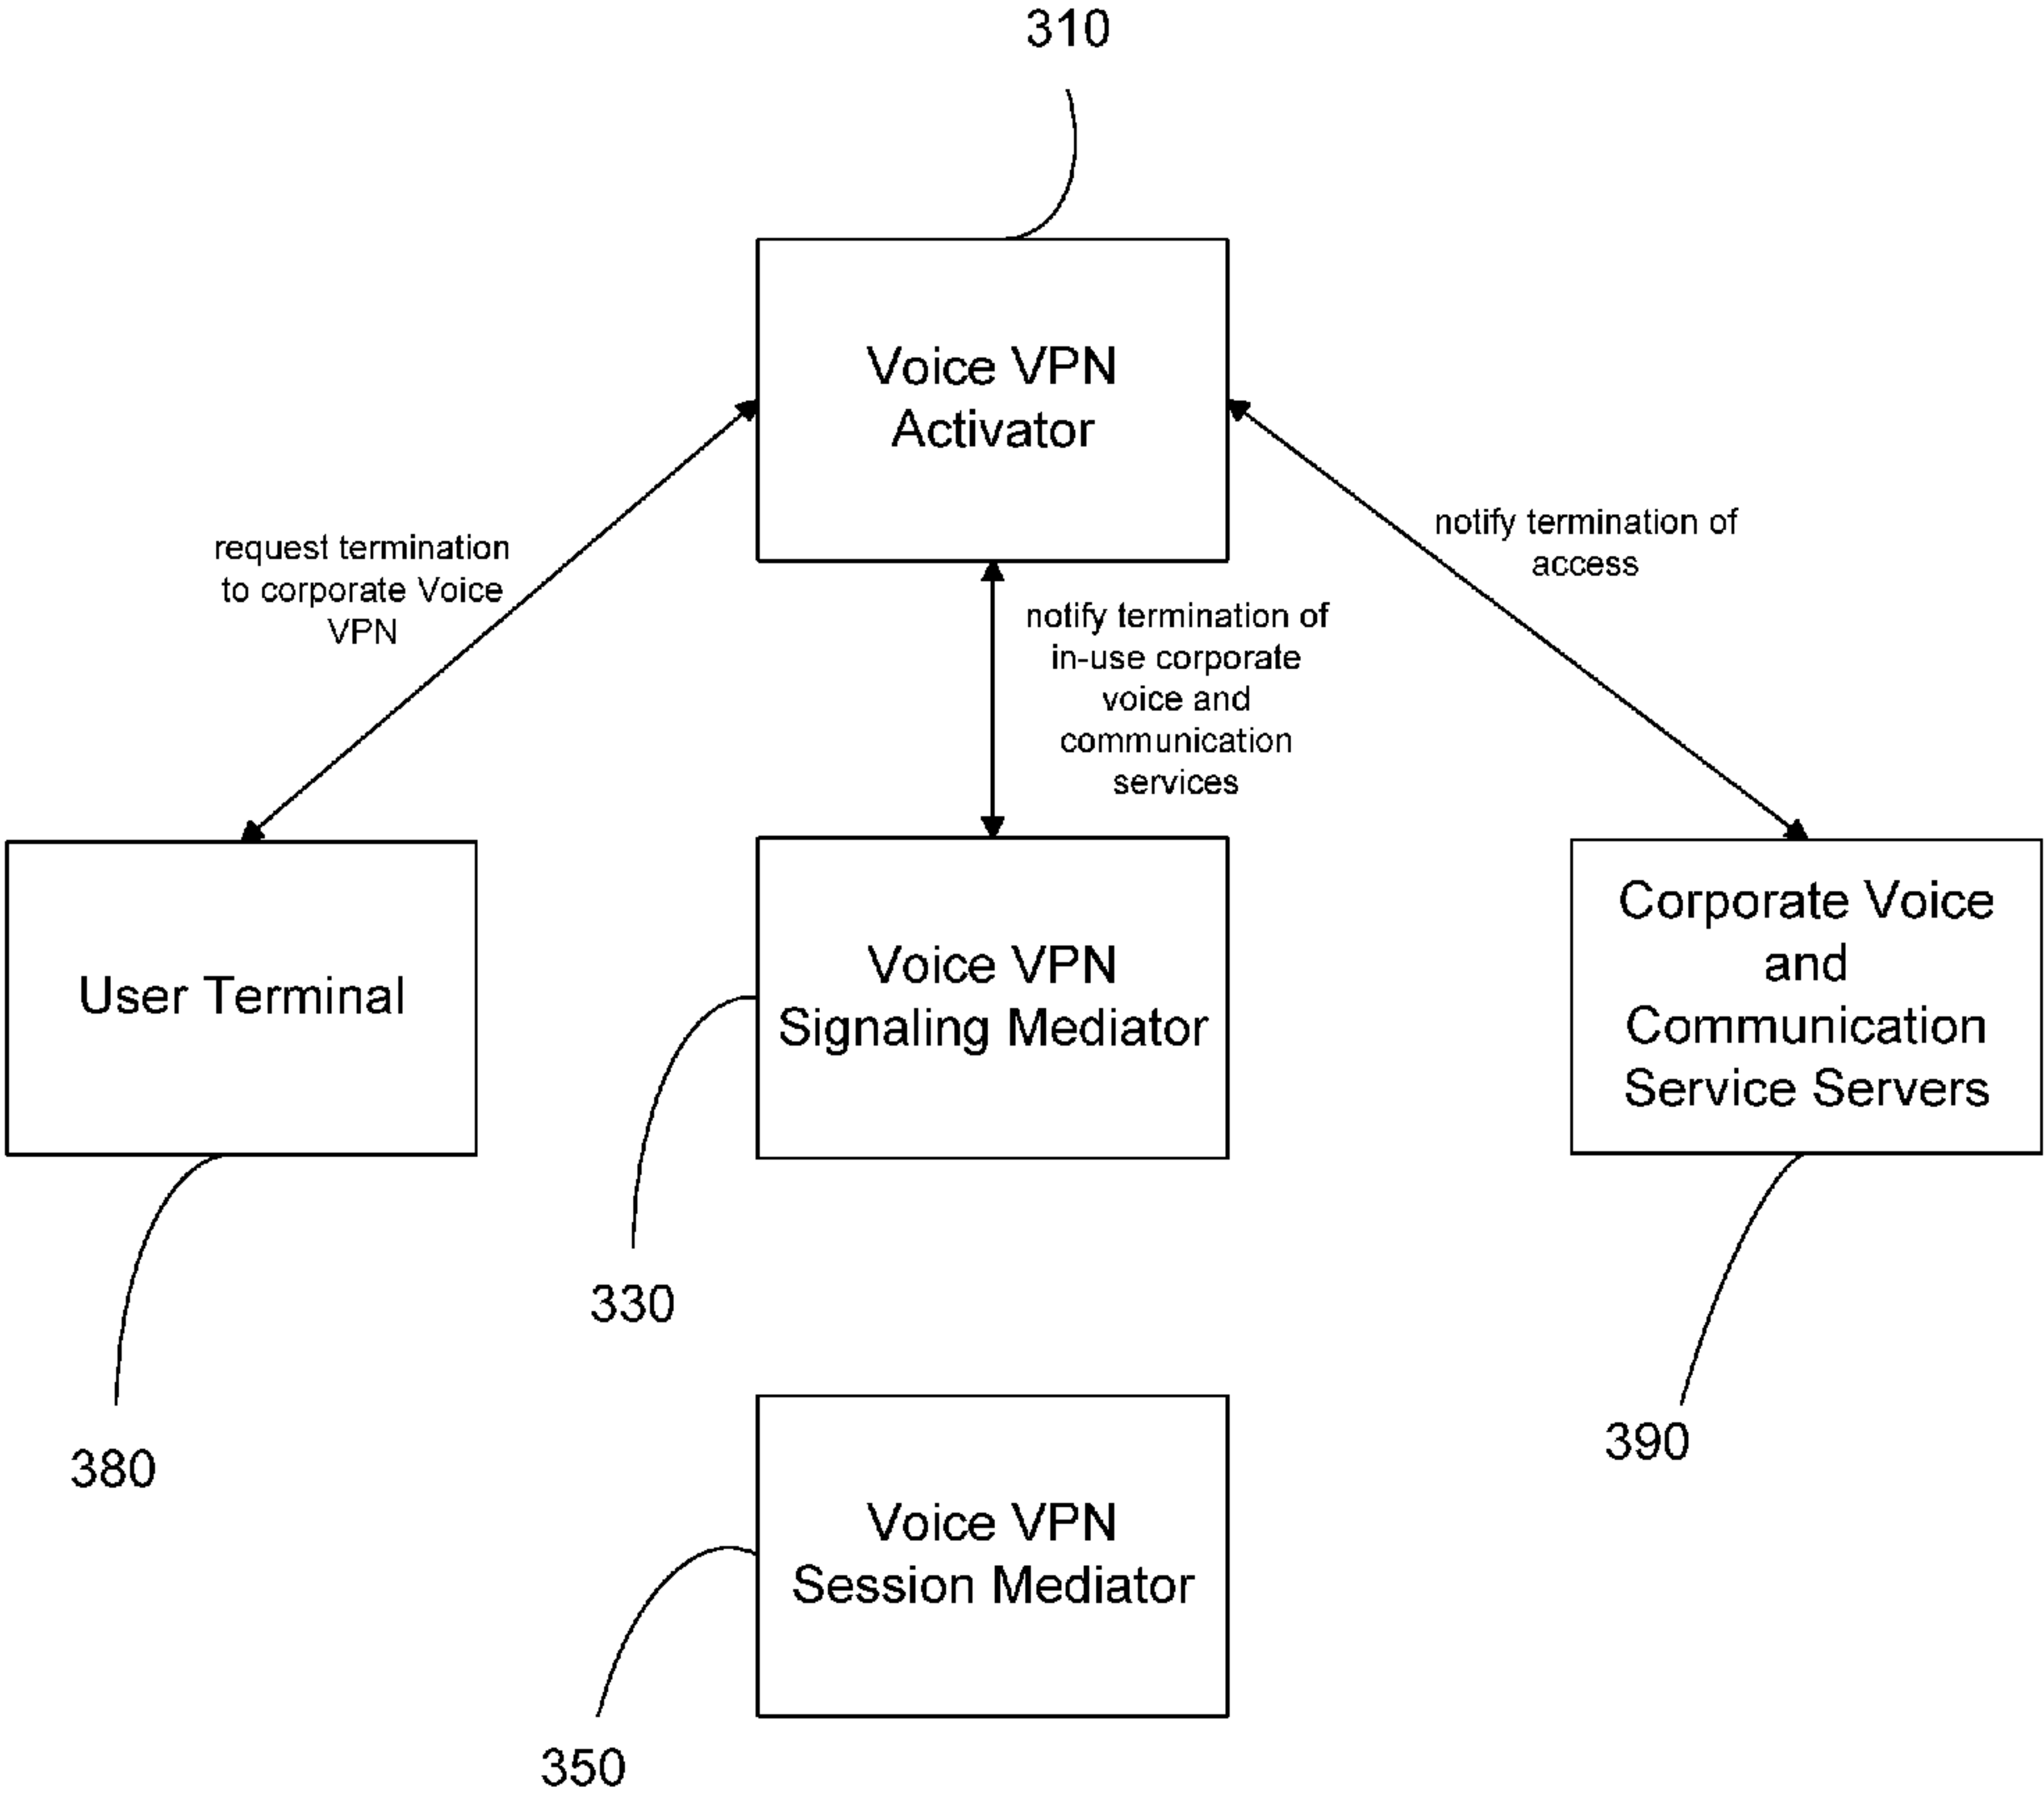 310
Voice VPN
Activator
request termination
to corporate Voice
VPN
notify termination of
in-use corporate
voice and
communication
services
notify termination of
access
User Terminal
Voice VPN
Signaling Mediator
Corporate Voice
and
Communication
Service Servers
380
330
390
Voice VPN
Session Mediator
350